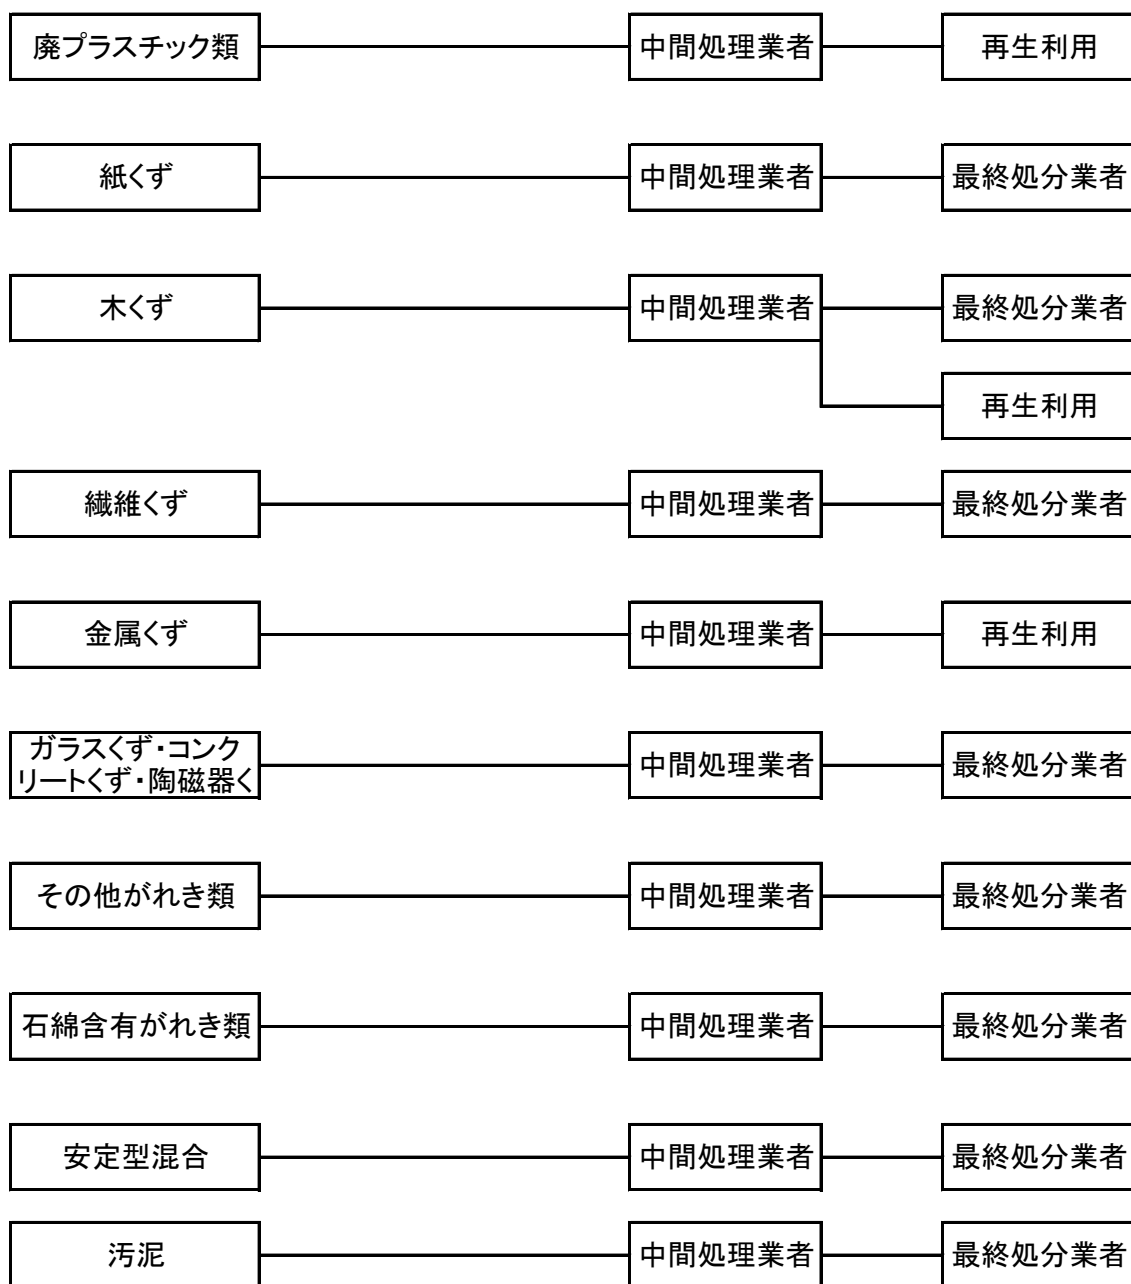 廃プラスチック類 中間処理業者 再生利用
紙くず 中間処理業者 最終処分業者
木くず 中間処理業者 最終処分業者
再生利用
繊維くず 中間処理業者 最終処分業者
金属くず 中間処理業者 再生利用
ガラスくず・コンク
リートくず・陶磁器く 中間処理業者 最終処分業者
その他がれき類 中間処理業者 最終処分業者
石綿含有がれき類 中間処理業者 最終処分業者
安定型混合 中間処理業者 最終処分業者
汚泥 中間処理業者 最終処分業者